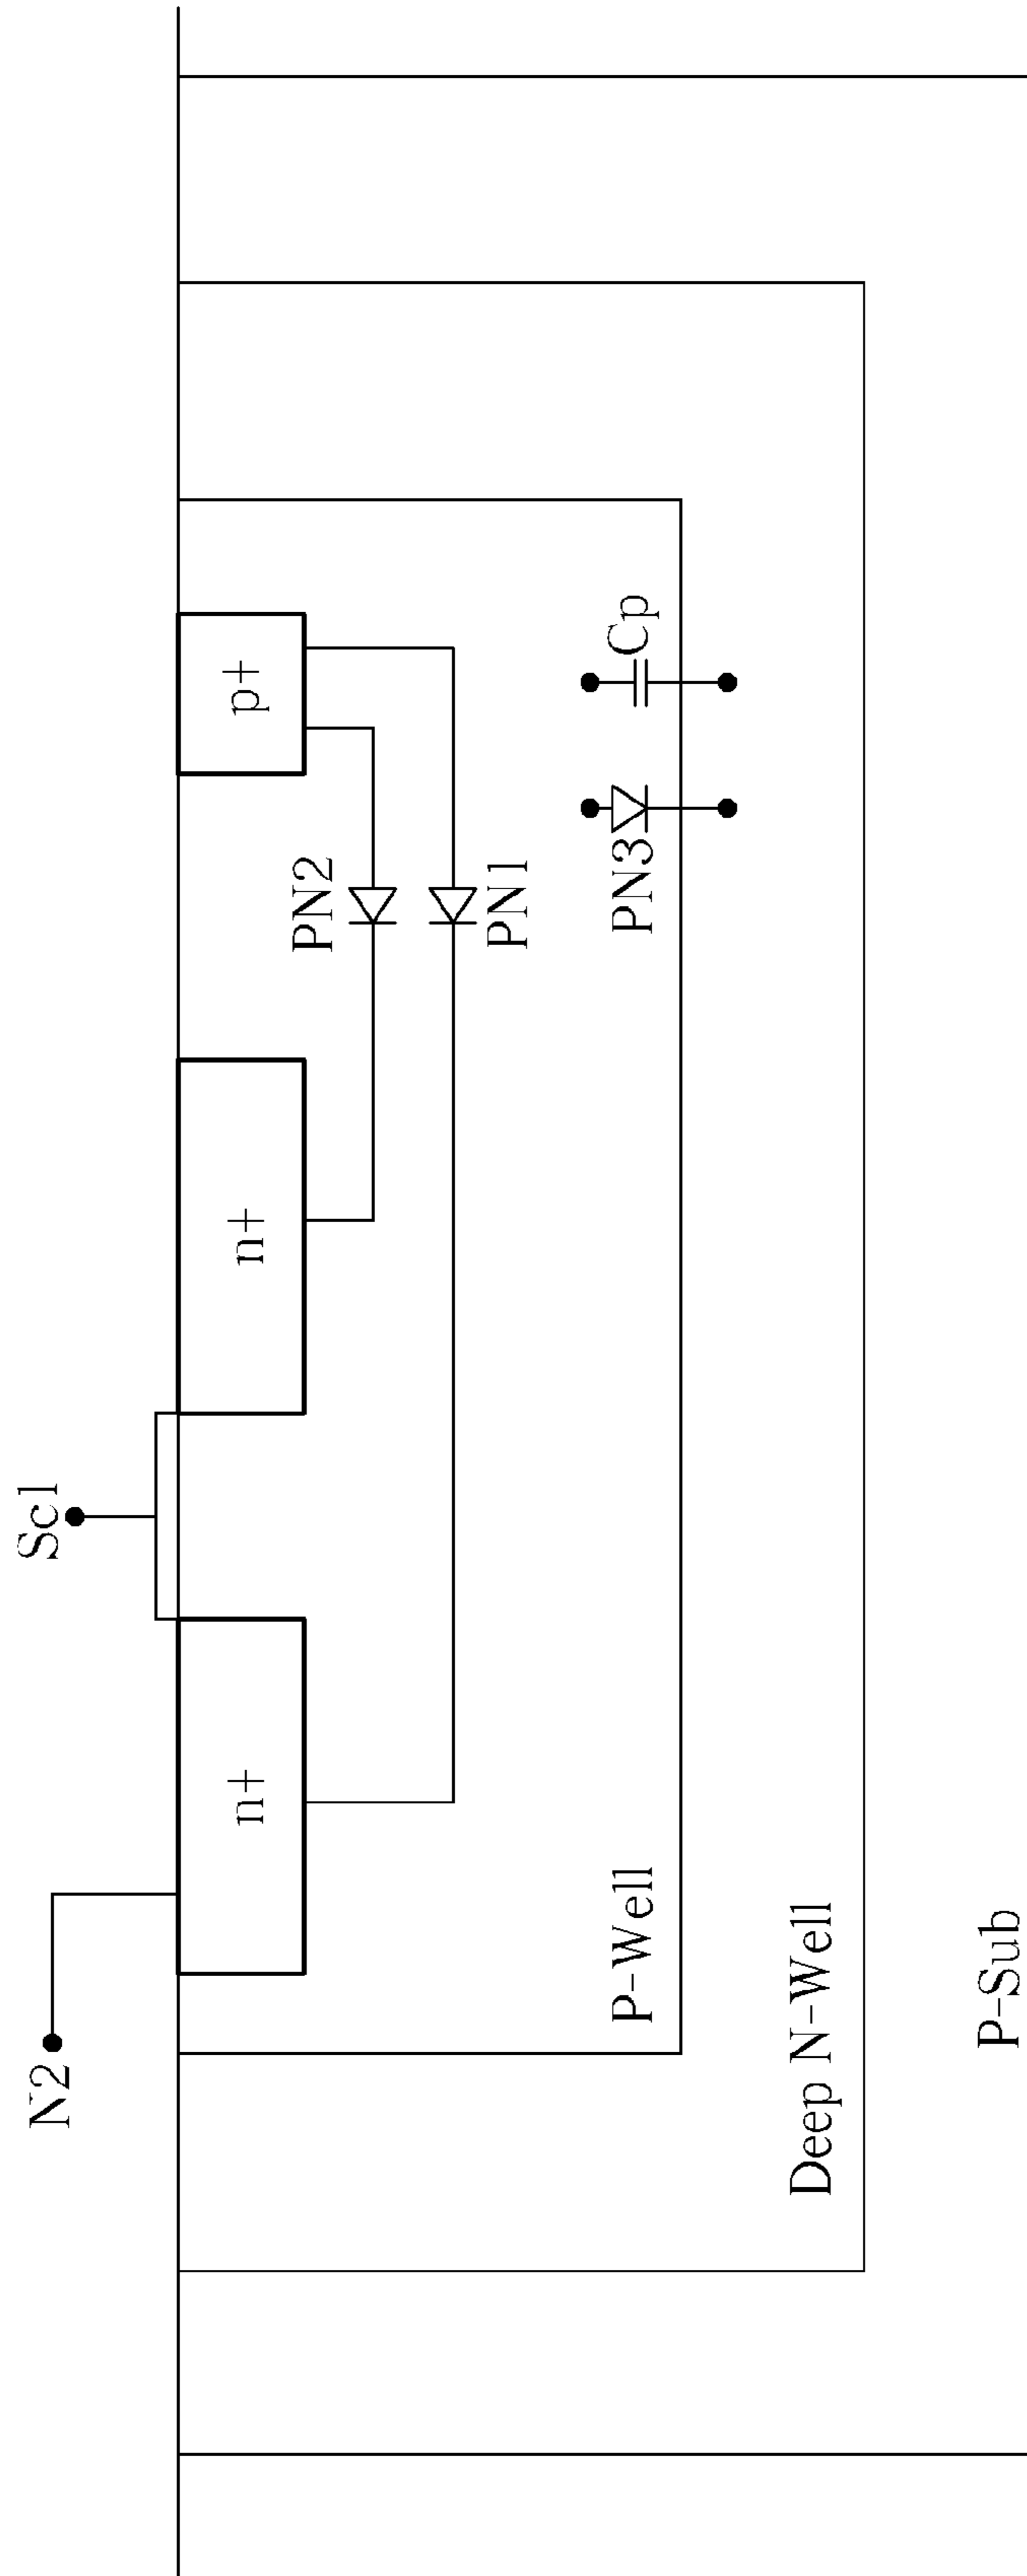 Sc1
N2
n+
n+
p+
PN2
PN1
PN3
Cp
P-Well
Deep N-Well
P-Sub